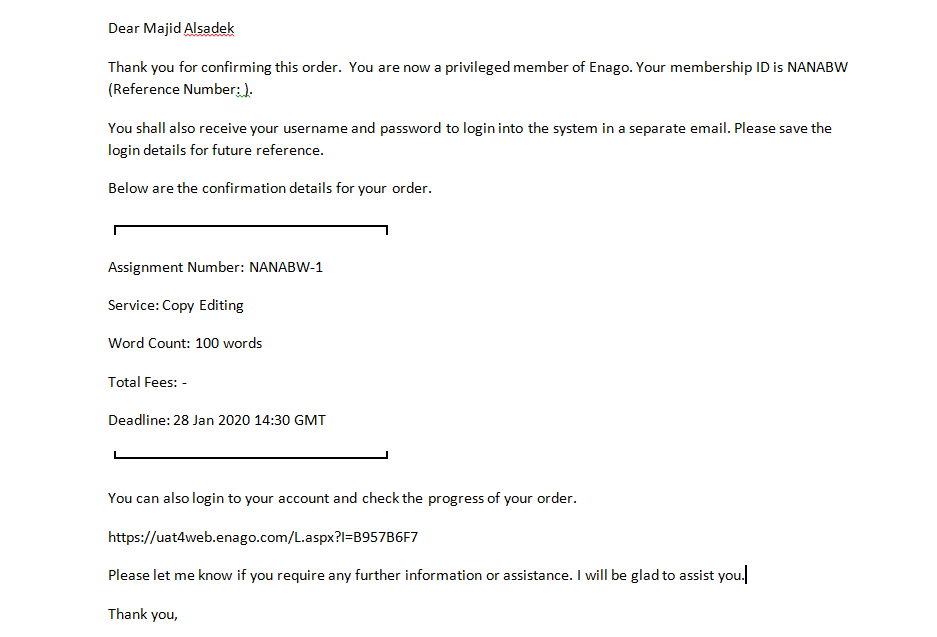 Dear Majid Alsadek
Thank you for confirming this order.  You are now a privileged member of Enago. Your membership ID is NANABW
(Reference Number: ).
You shall also receive your username and password to login into the system in a separate email. Please save the
login details for future reference.
Below are the confirmation details for your order.
Assignment Number: NANABW-1
Service: Copy Editing
Word Count: 100 words
Total Fees: -
Deadline: 28 Jan 2020 14:30 GMT
You can also login to your account and check the progress of your order.
https://uat4web.enago.com/L.aspx?I=B957B6F7
Please let me know if you require any further information or assistance. I will be glad to assist you.
Thank you,